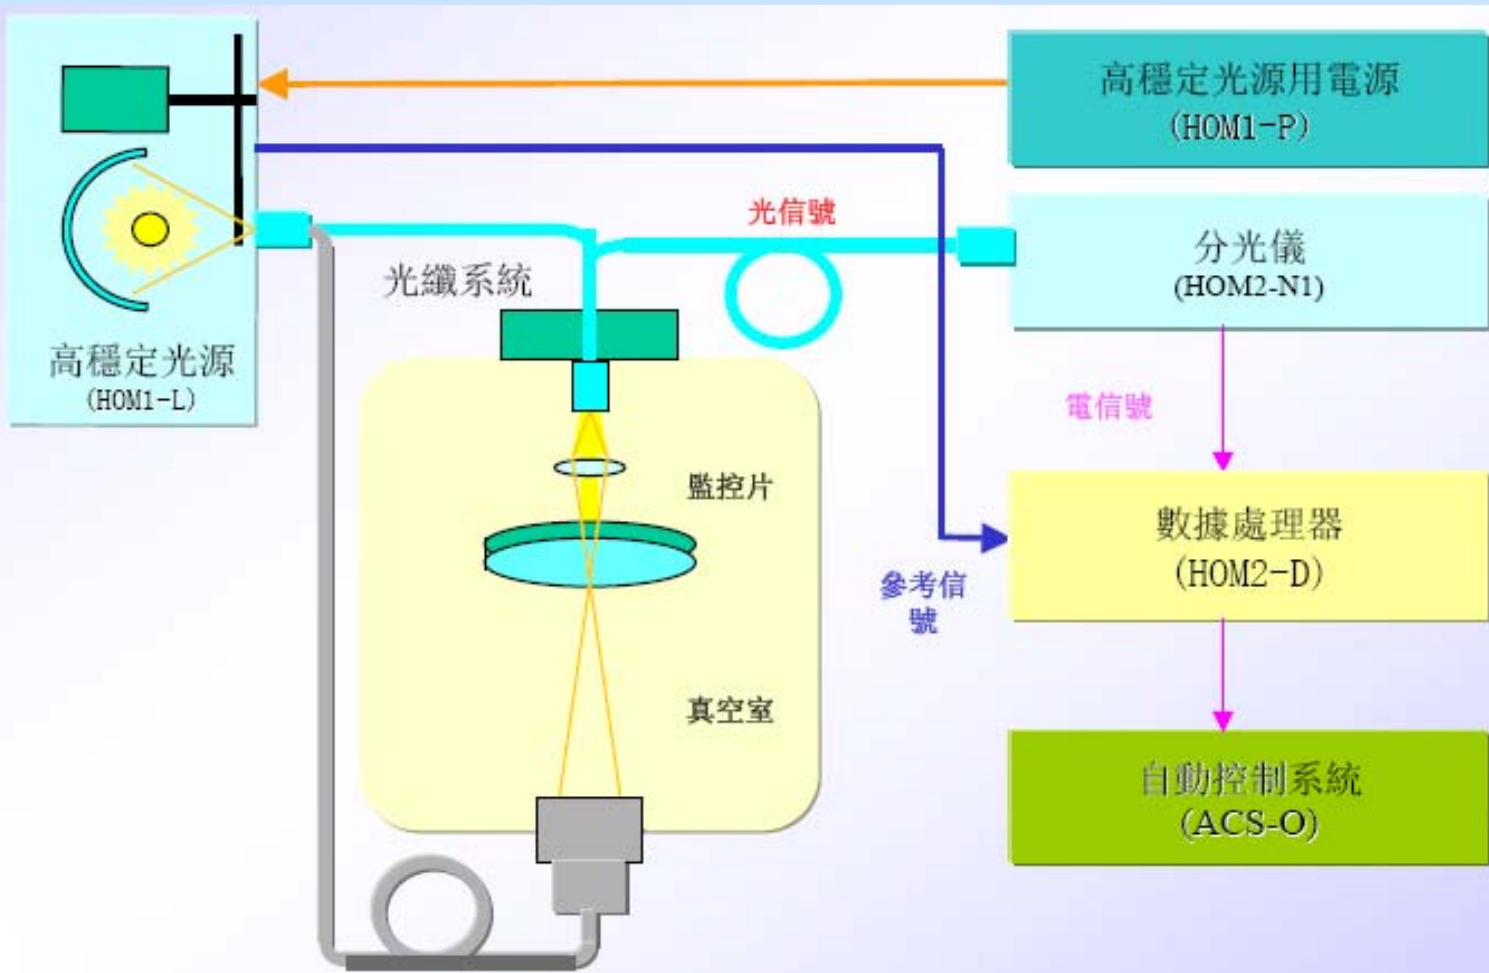 高穩定光源用電源
(HOM1-P)
光信號
分光儀
(HOM2-N1)
光纖系統
高穩定光源
(HOM1-L)
電信號
監控片
數據處理器
(HOM2-D)
參考信
號
真空室
自動控制系統
(ACS-O)